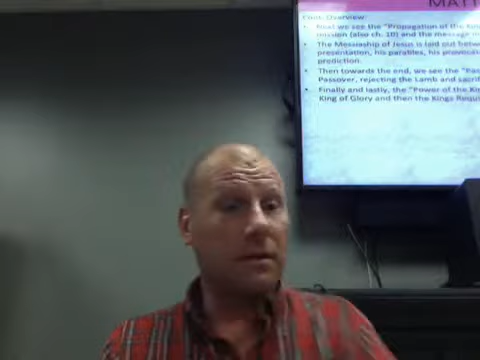 MATT
Cont. Overview:
• Next we see the "Propagation of the Kin
mission (also ch. 10) and the message o
• The Messiahship of Jesus is laid out betw
presentation, his parables, his provocat
prediction.
• Then towards the end, we see the "Pas
Passover, rejecting the Lamb and sacrif
• Finally and lastly, the "Power of the Kin
King of Glory and then the Kings Requi